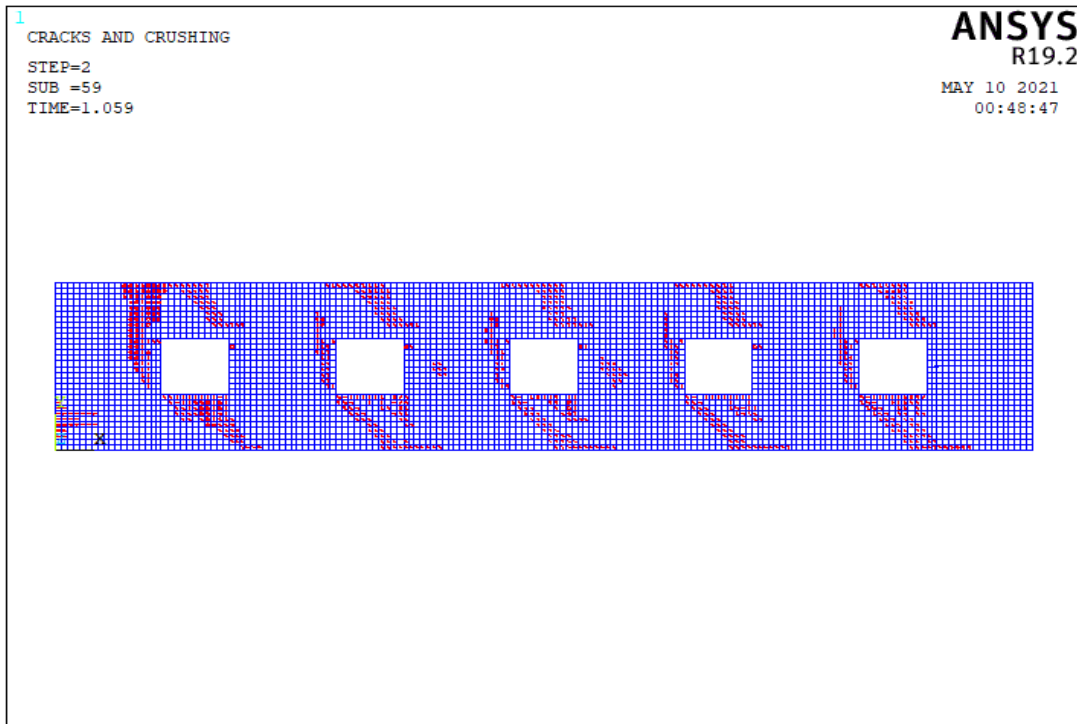 1
CRACKS AND CRUSHING
STEP=2
SUB =59
TIME=1.059
ANSYS
R19.2
MAY 10 2021
00:48:47
Y
X